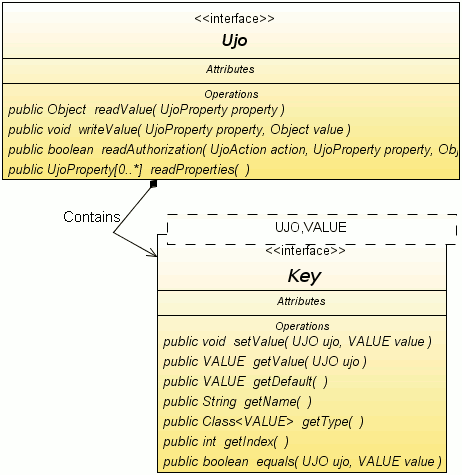 <<interface>>
Ujo
Attributes
Operations
public Object readValue( UjoProperty property )
public void writeValue( UjoProperty property, Object value )
public boolean readAuthorization( UjoAction action, UjoProperty property, Obj
public UjoProperty[0..*] readProperties( )
Contains
UJO,VALUE
<<interface>>
Key
Attributes
Operations
public void setValue( UJO ujo, VALUE value )
public VALUE getValue( UJO ujo )
public VALUE getDefault( )
public String getName( )
public Class<VALUE> getType( )
public int getIndex( )
public boolean equals( UJO ujo, VALUE value )